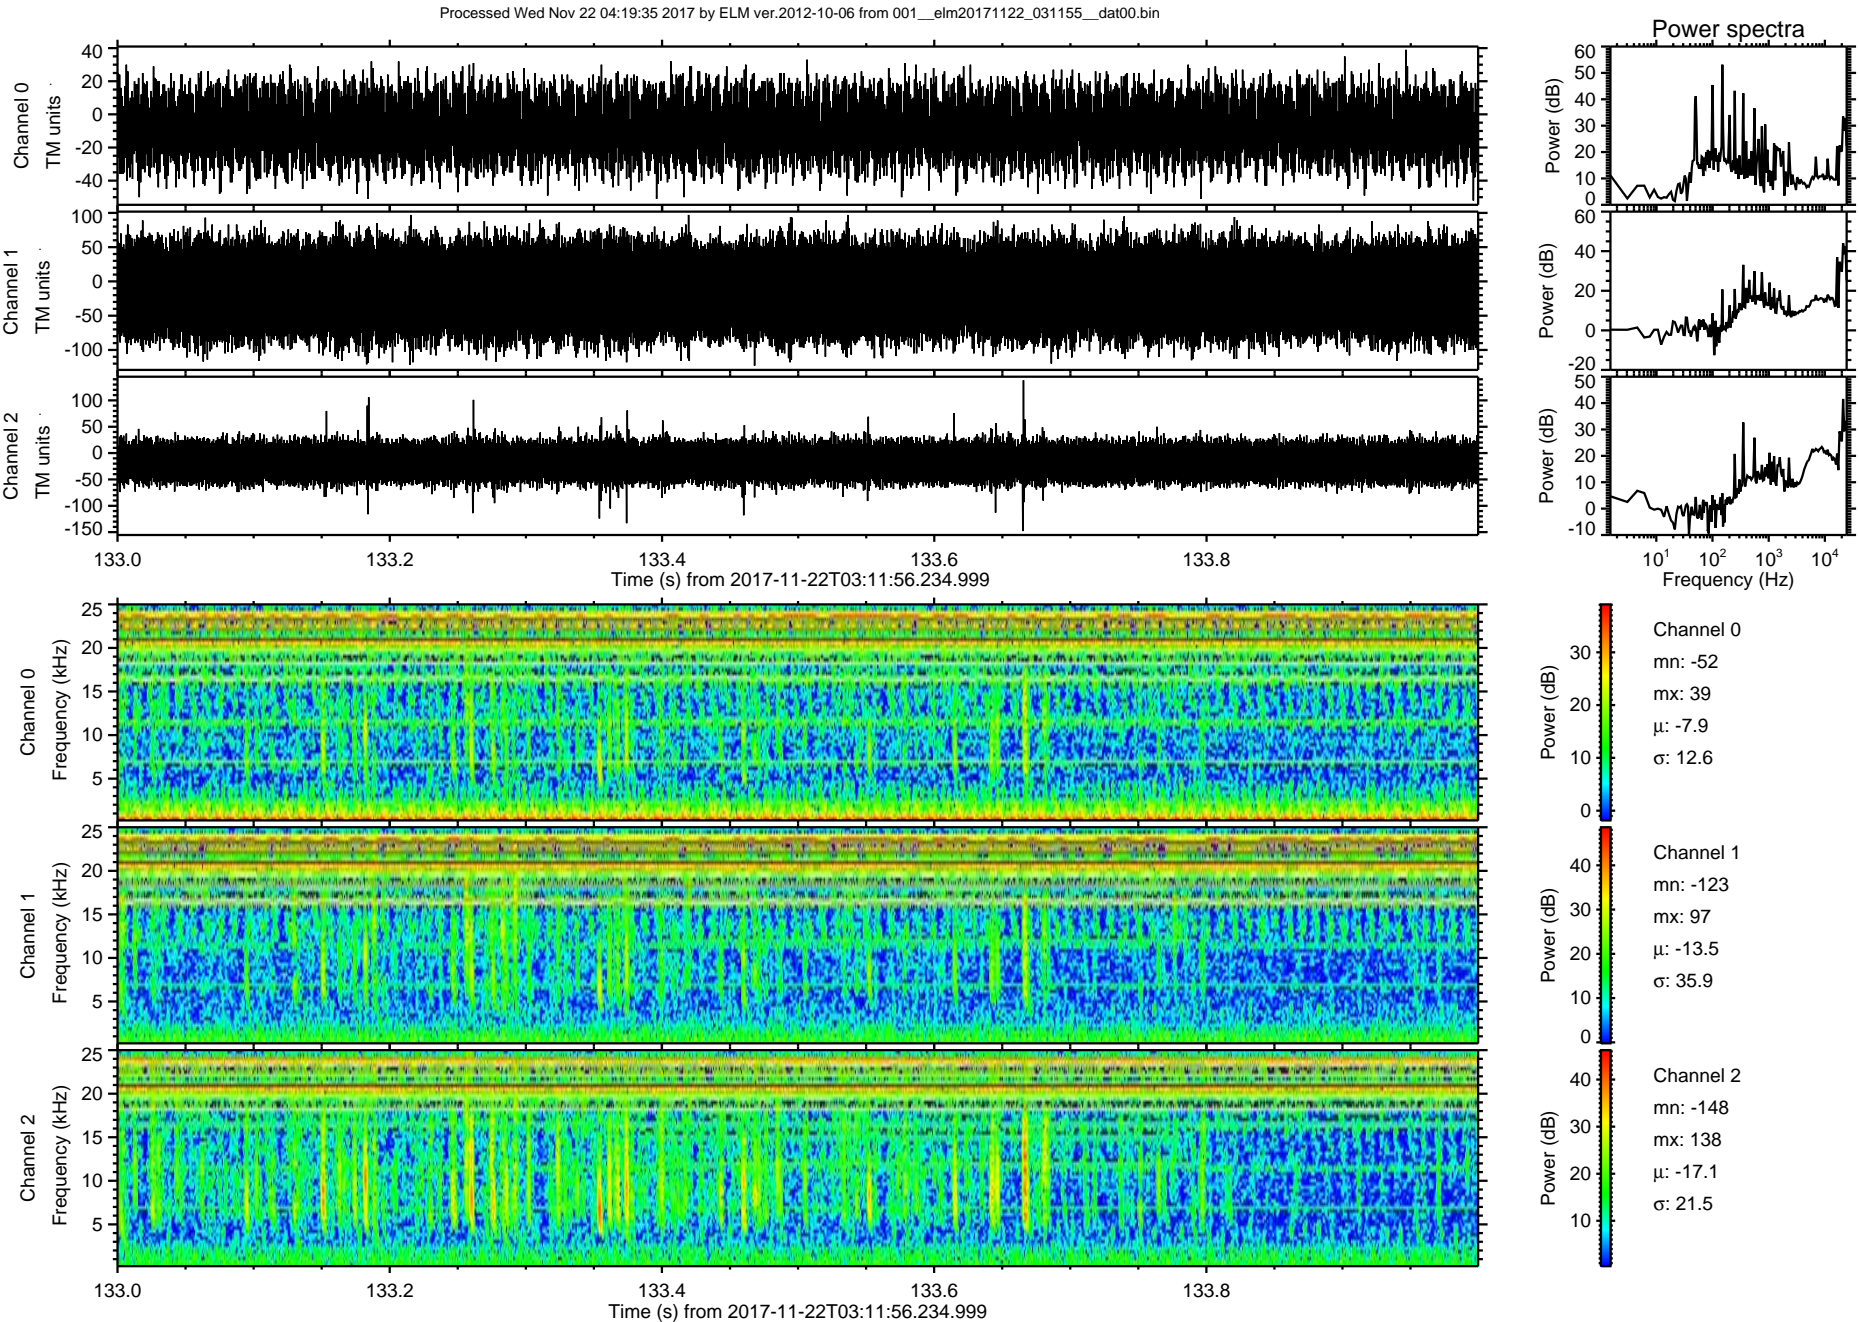 Processed Wed Nov 22 04:19:35 2017 by ELM ver.2012-10-06 from 001__elm20171122_031155__dat00.bin
Power spectra
Channel 0
TM units
40
20
0
-20
-40
Power (dB)
60
50
40
30
20
10
0
Channel 1
TM units
100
50
0
-50
-100
Power (dB)
60
40
20
0
-20
Channel 2
TM units
100
50
0
-50
-100
-150
Power (dB)
50
40
30
20
10
0
-10
133.0 133.2 133.4 133.6 133.8
Time (s) from 2017-11-22T03:11:56.234.999
10¹ 10² 10³ 10⁴
Frequency (Hz)
Channel 0
Frequency (kHz)
25
20
15
10
5
Power (dB)
30
20
10
0
Channel 0
mn: -52
mx: 39
μ: -7.9
σ: 12.6
Channel 1
Frequency (kHz)
25
20
15
10
5
Power (dB)
40
30
20
10
0
Channel 1
mn: -123
mx: 97
μ: -13.5
σ: 35.9
Channel 2
Frequency (kHz)
25
20
15
10
5
Power (dB)
40
30
20
10
Channel 2
mn: -148
mx: 138
μ: -17.1
σ: 21.5
133.0 133.2 133.4 133.6 133.8
Time (s) from 2017-11-22T03:11:56.234.999